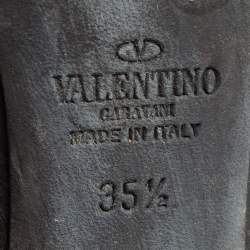 VALENTINO
GARAVANI
MADE IN ITALY
35½